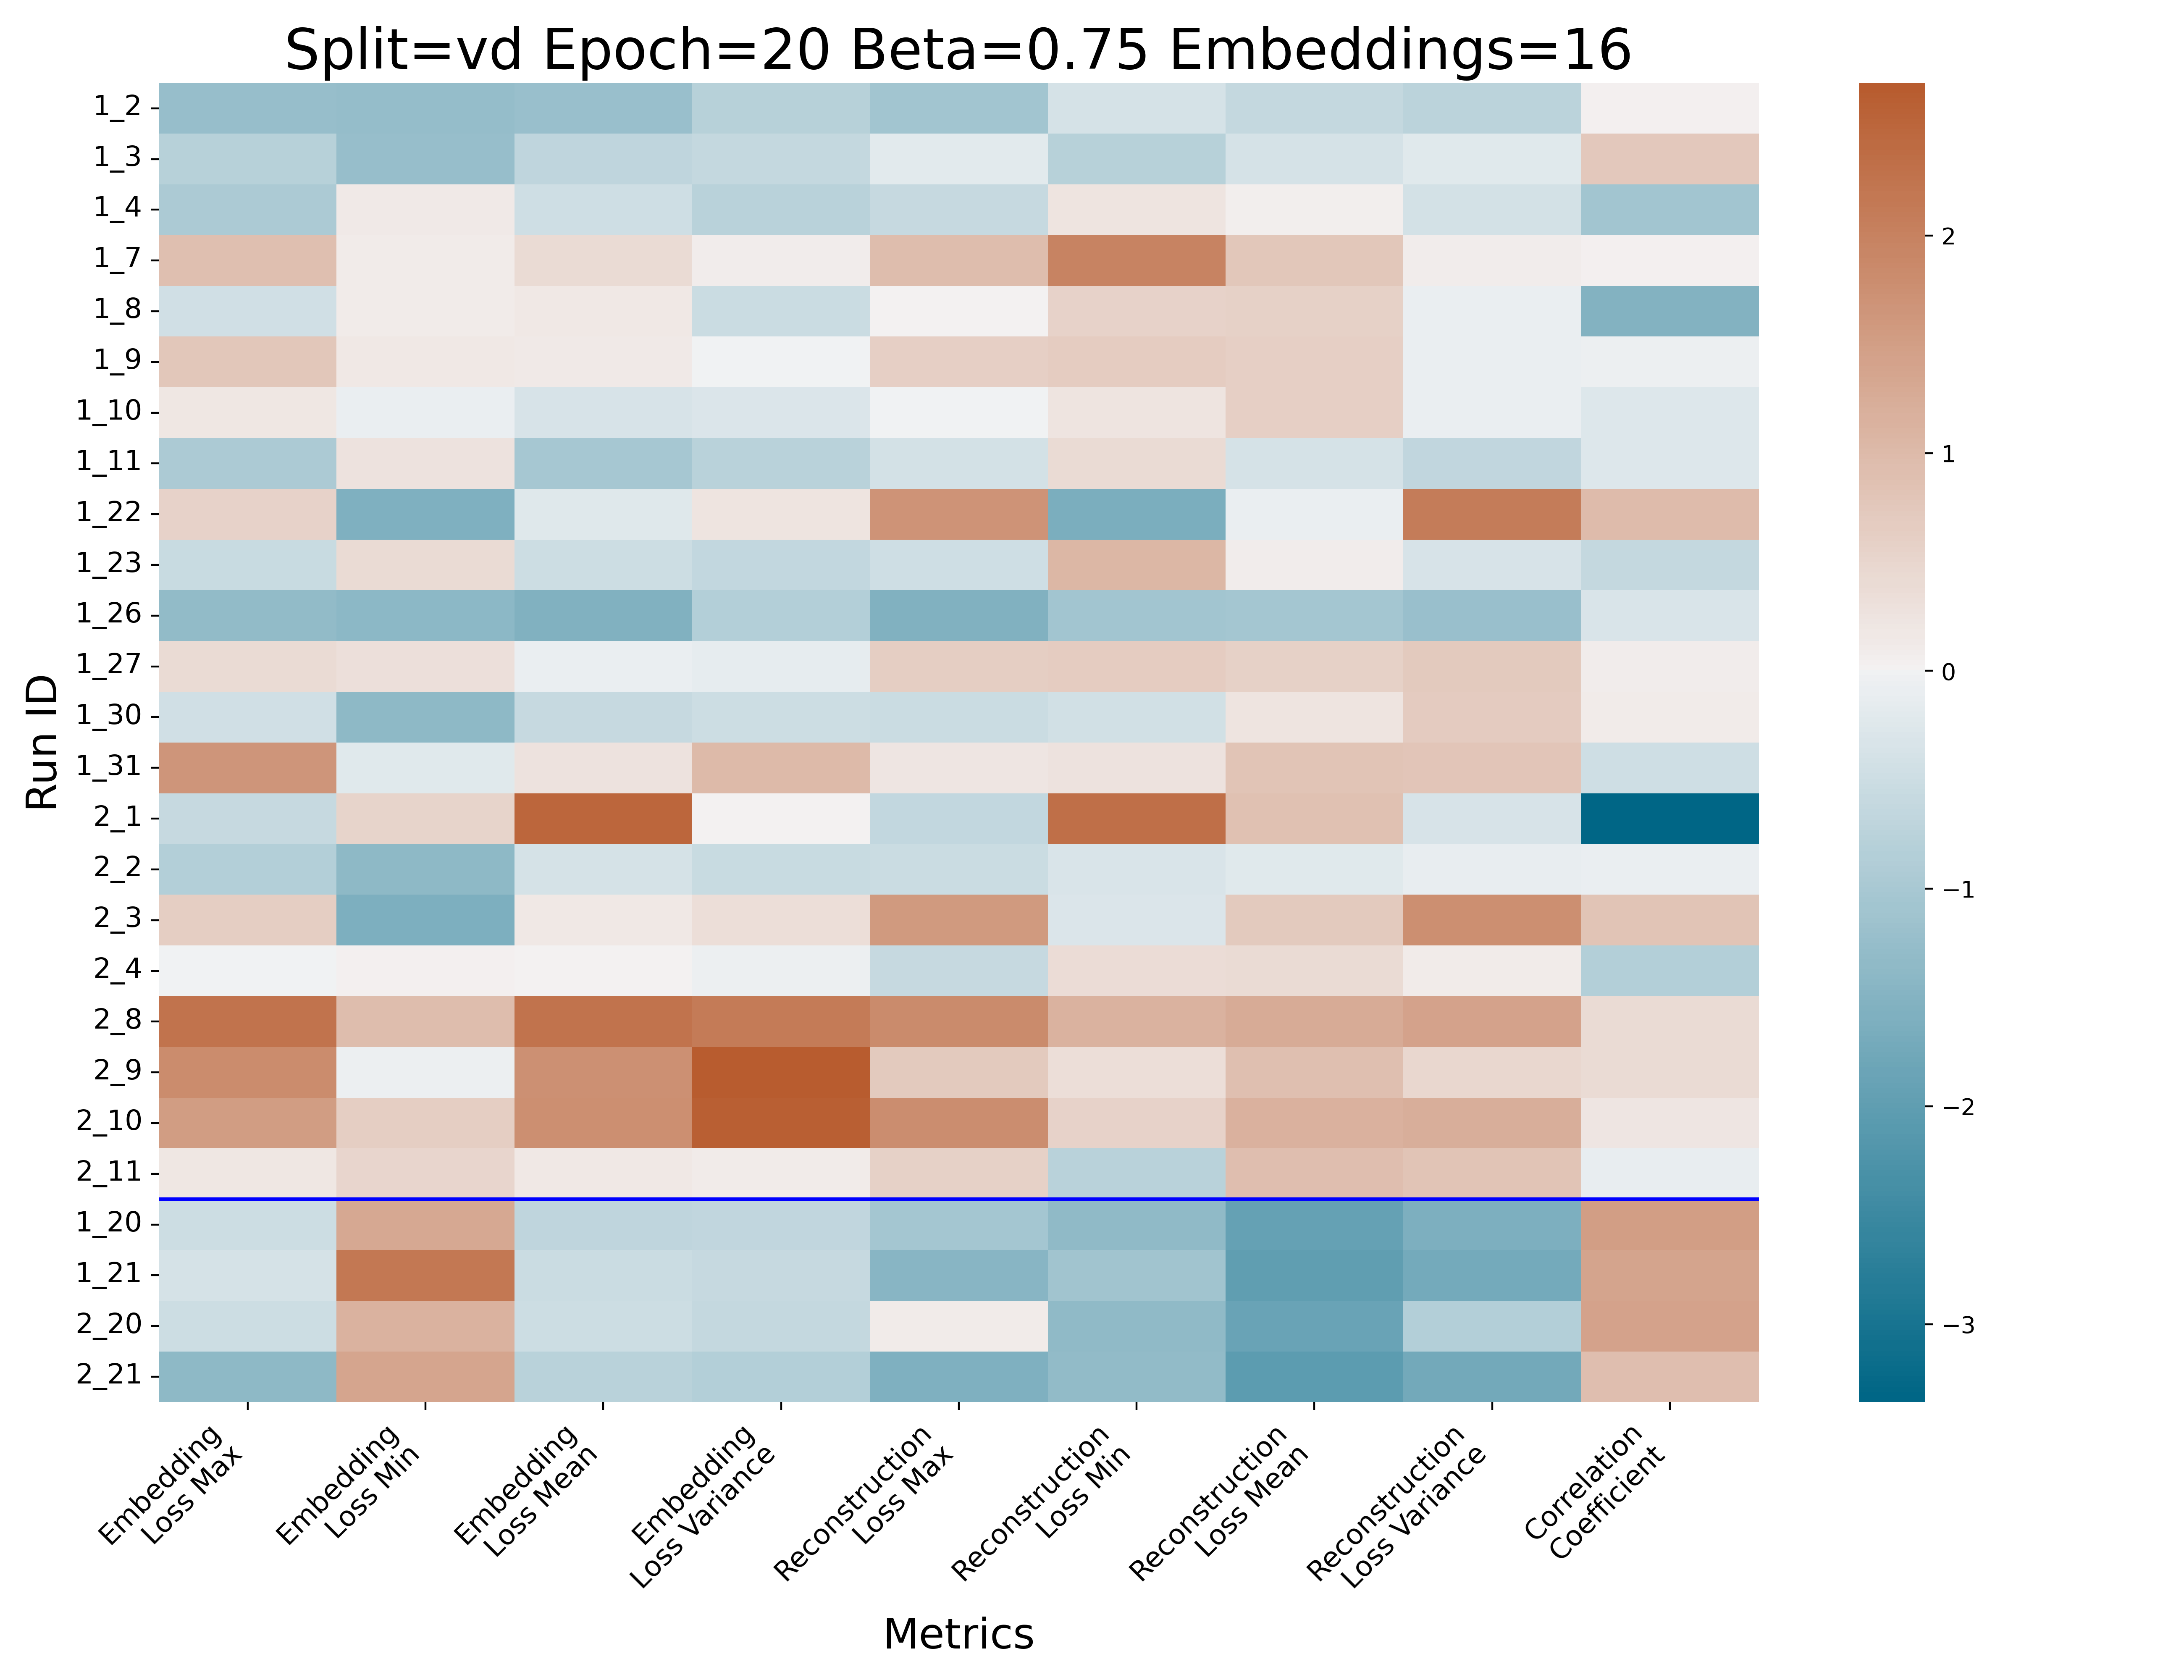 Split=vd Epoch=20 Beta=0.75 Embeddings=16
Run ID
1_2
1_3
1_4
1_7
1_8
1_9
1_10
1_11
1_22
1_23
1_26
1_27
1_30
1_31
2_1
2_2
2_3
2_4
2_8
2_9
2_10
2_11
1_20
1_21
2_20
2_21
Embedding
Loss Max
Embedding
Loss Min
Embedding
Loss Mean
Embedding
Loss Variance
Reconstruction
Loss Max
Reconstruction
Loss Min
Reconstruction
Loss Mean
Reconstruction
Loss Variance
Correlation
Coefficient
Metrics
2
1
0
−1
−2
−3